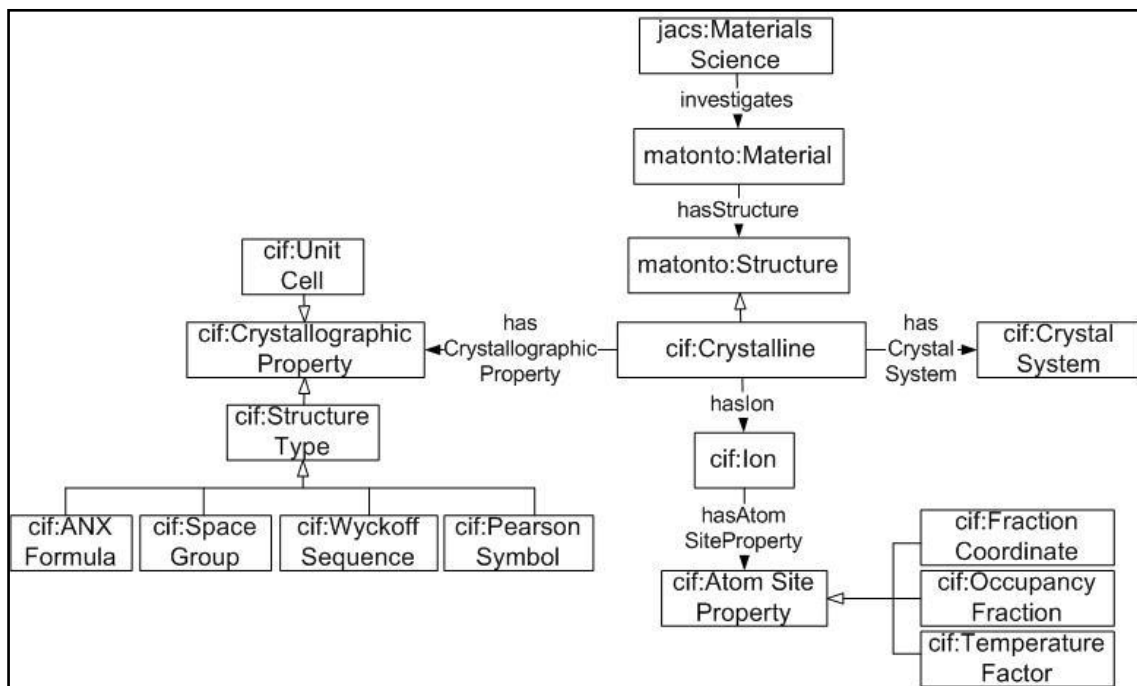 jacs:Materials
Science
investigates
matonto:Material
hasStructure
matonto:Structure
cif:Unit
Cell
cif:Crystallographic
Property
has
Crystallographic
Property
cif:Crystalline
has
Crystal
System
cif:Crystal
System
cif:Structure
Type
hasIon
cif:Ion
cif:ANX
Formula
cif:Space
Group
cif:Wyckoff
Sequence
cif:Pearson
Symbol
hasAtom
SiteProperty
cif:Atom Site
Property
cif:Fraction
Coordinate
cif:Occupancy
Fraction
cif:Temperature
Factor